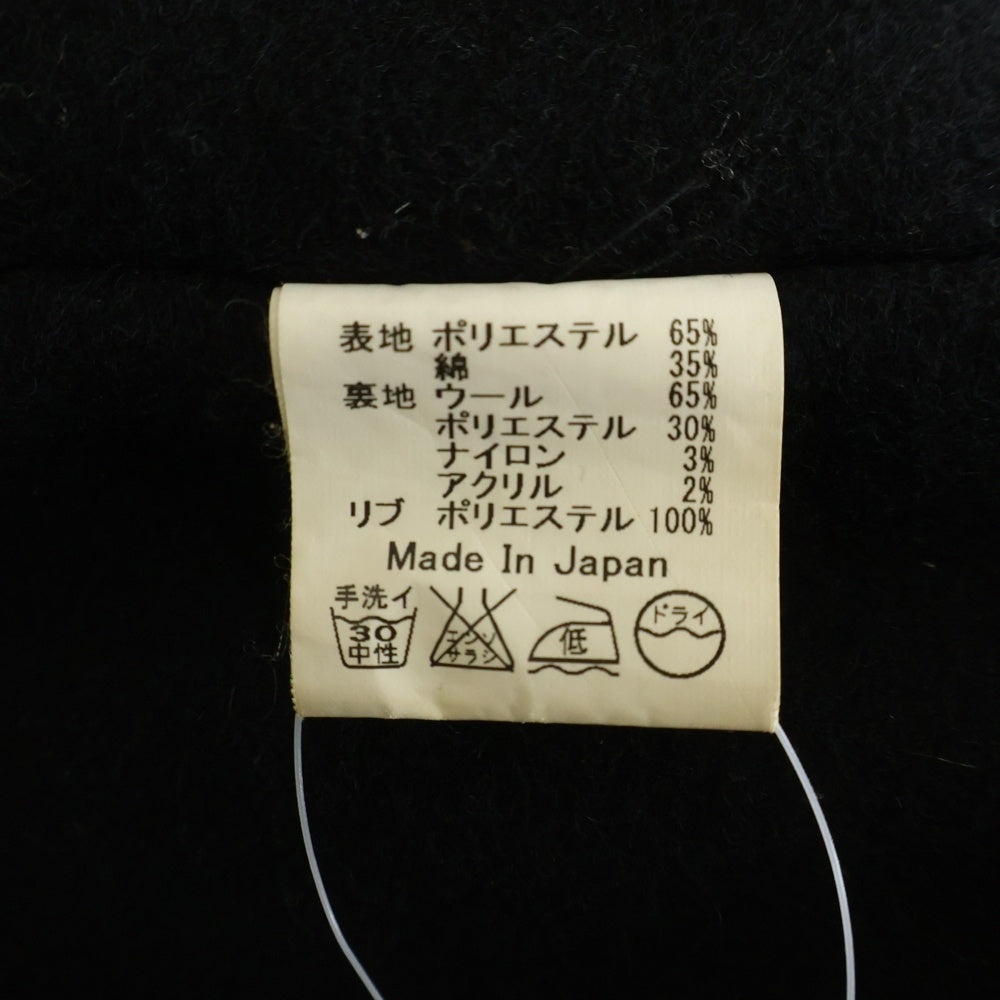 表地 ポリエステル 65%
綿 35%
裏地 ウール 65%
ポリエステル 30%
ナイロン 3%
アクリル 2%
リブ ポリエステル 100%
Made In Japan
手洗イ
30
中性
エンソ
サラシ
低
ドライ